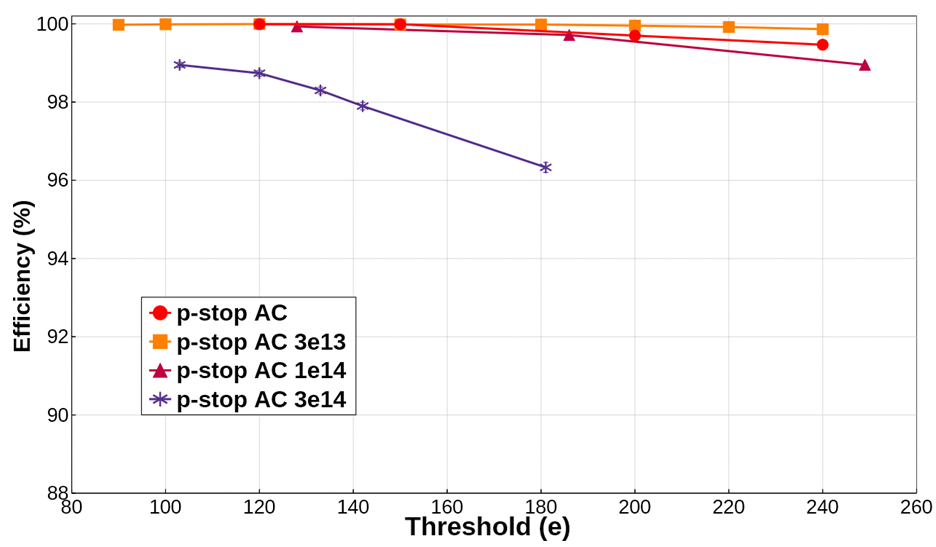 100
98
96
94
92
90
88
Efficiency (%)
p-stop AC
p-stop AC 3e13
p-stop AC 1e14
p-stop AC 3e14
80 100 120 140 160 180 200 220 240 260
Threshold (e)